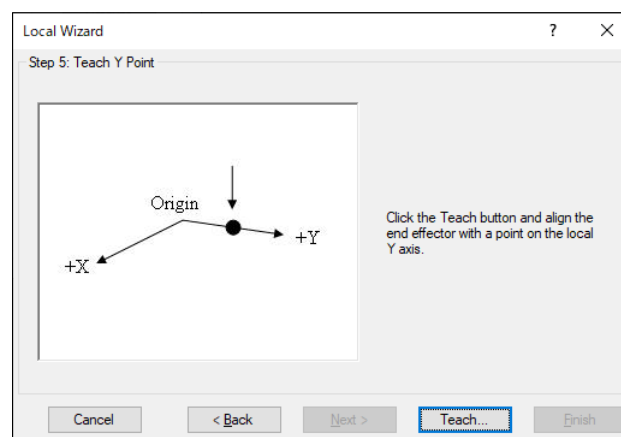 Local Wizard
?
Step 5: Teach Y Point
Origin
+Y
+X
Click the Teach button and align the
end effector with a point on the local
Y axis.
Cancel
< Back
Next >
Teach...
Finish